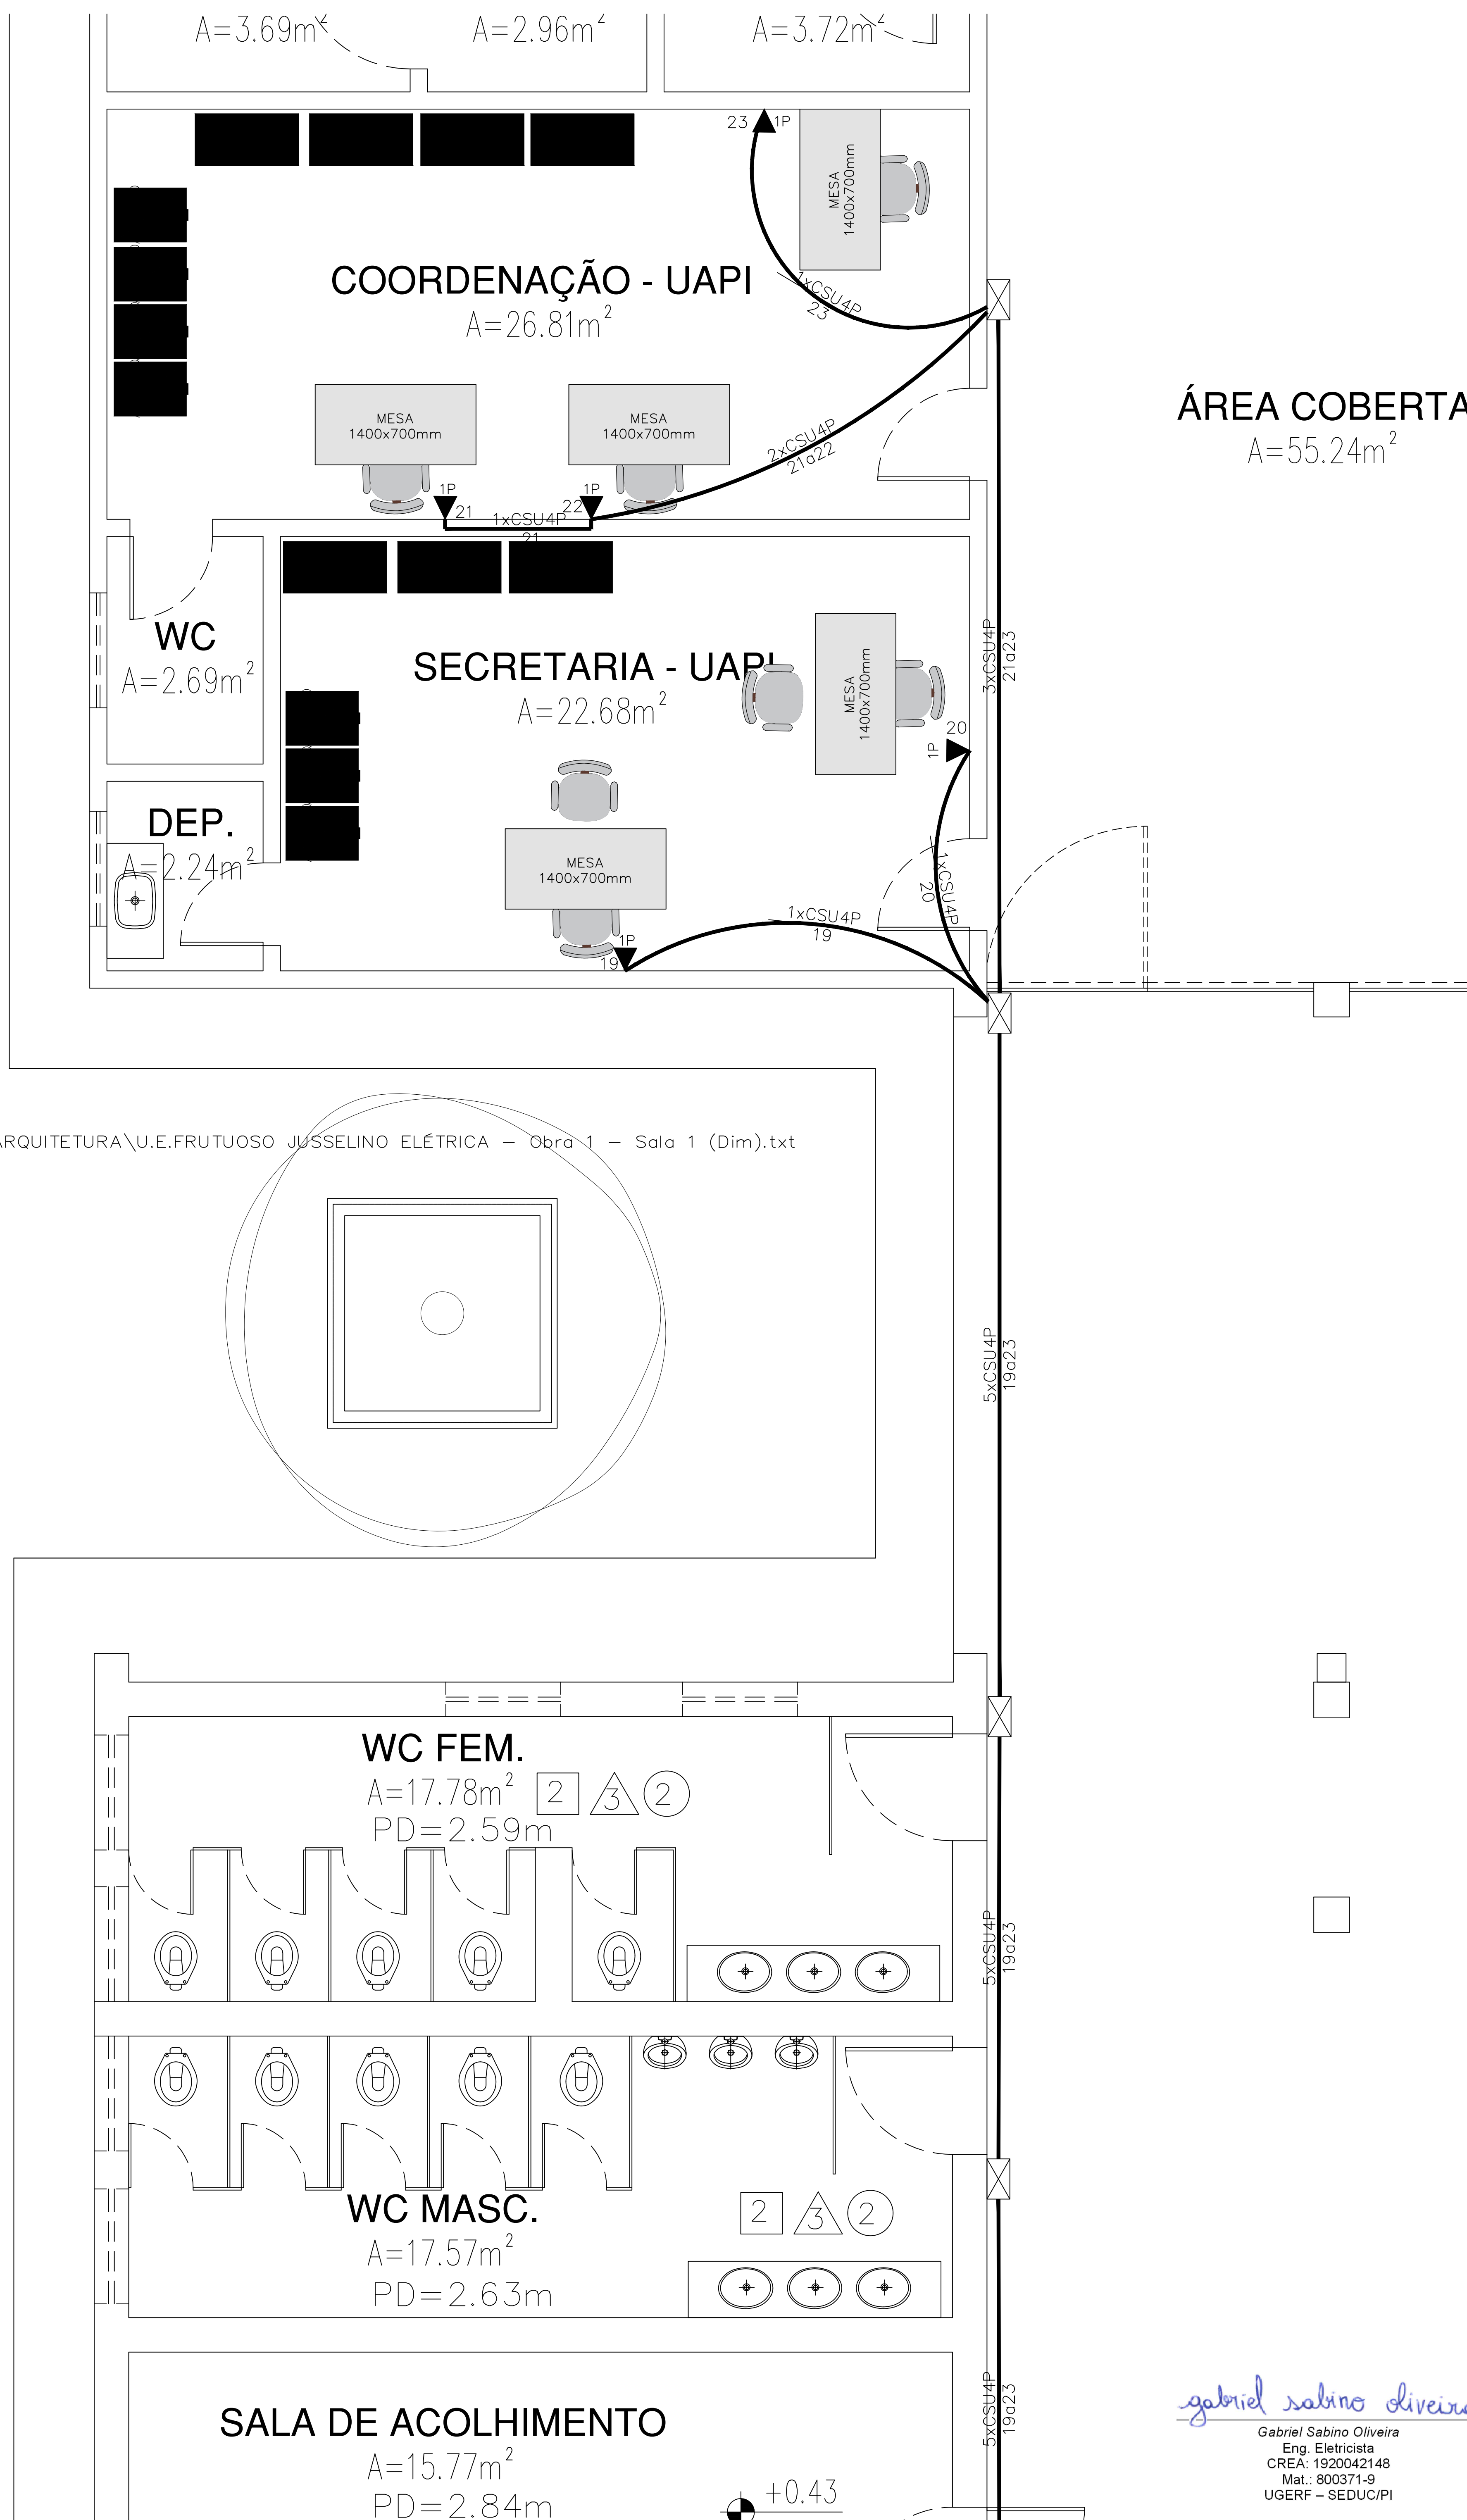 A=3.69m²
A=2.96m²
A=3.72m²
23
1P
MESA
1400x700mm
COORDENAÇÃO - UAPI
A=26.81m²
1xCSU4P
23
ÁREA COBERTA
A=55.24m²
MESA
1400x700mm
MESA
1400x700mm
2xCSU4P
21a22
1P
21
1P
22
1xCSU4P
21
WC
A=2.69m²
SECRETARIA - UAPI
A=22.68m²
MESA
1400x700mm
3xCSU4P
21a23
20
1P
DEP.
A=2.24m²
MESA
1400x700mm
1xCSU4P
20
1xCSU4P
19
1P
19
ARQUITETURA\U.E.FRUTUOSO JUSSELINO ELÉTRICA - Obra 1 - Sala 1 (Dim).txt
5xCSU4P
19a23
WC FEM.
A=17.78m²
PD=2.59m
2 3 2
5xCSU4P
19a23
WC MASC.
A=17.57m²
PD=2.63m
2 3 2
5xCSU4P
19a23
SALA DE ACOLHIMENTO
A=15.77m²
PD=2.84m
+0.43
gabriel sabino oliveira
Gabriel Sabino Oliveira
Eng. Eletricista
CREA: 1920042148
Mat.: 800371-9
UGERF – SEDUC/PI